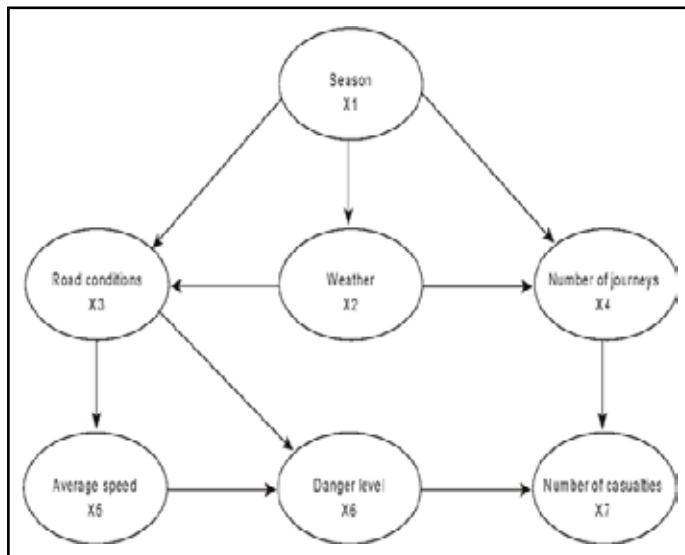 Season
X1
Road conditions
X3
Weather
X2
Number of journeys
X4
Average speed
X5
Danger level
X6
Number of casualties
X7